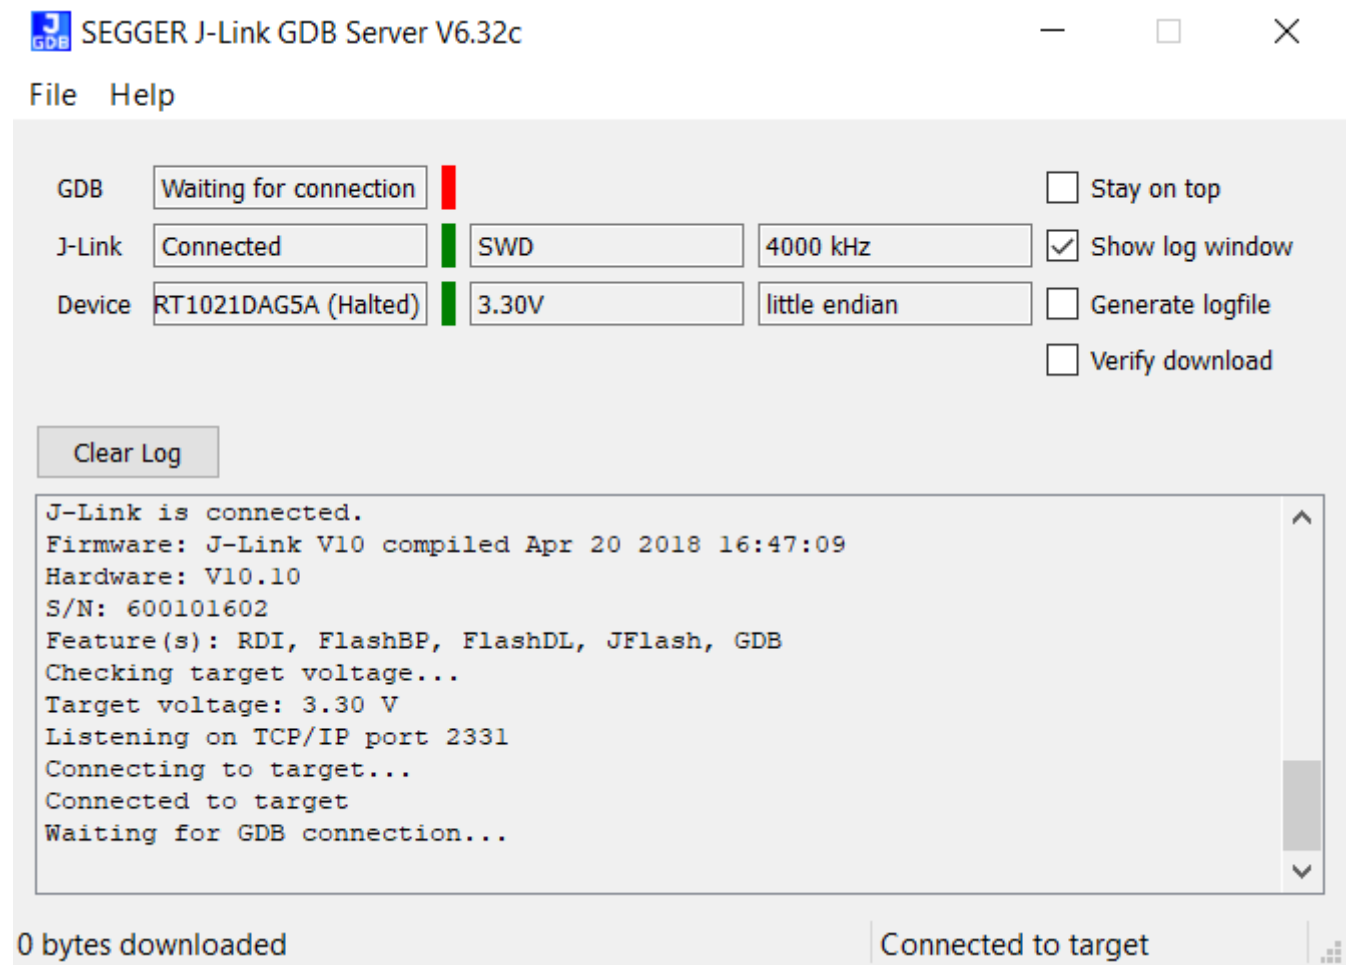 J GDB SEGGER J-Link GDB Server V6.32c
File Help
GDB Waiting for connection Stay on top
J-Link Connected SWD 4000 kHz Show log window
Device RT1021DAG5A (Halted) 3.30V little endian Generate logfile
Verify download
Clear Log
J-Link is connected.
Firmware: J-Link V10 compiled Apr 20 2018 16:47:09
Hardware: V10.10
S/N: 600101602
Feature(s): RDI, FlashBP, FlashDL, JFlash, GDB
Checking target voltage...
Target voltage: 3.30 V
Listening on TCP/IP port 2331
Connecting to target...
Connected to target
Waiting for GDB connection...
0 bytes downloaded Connected to target